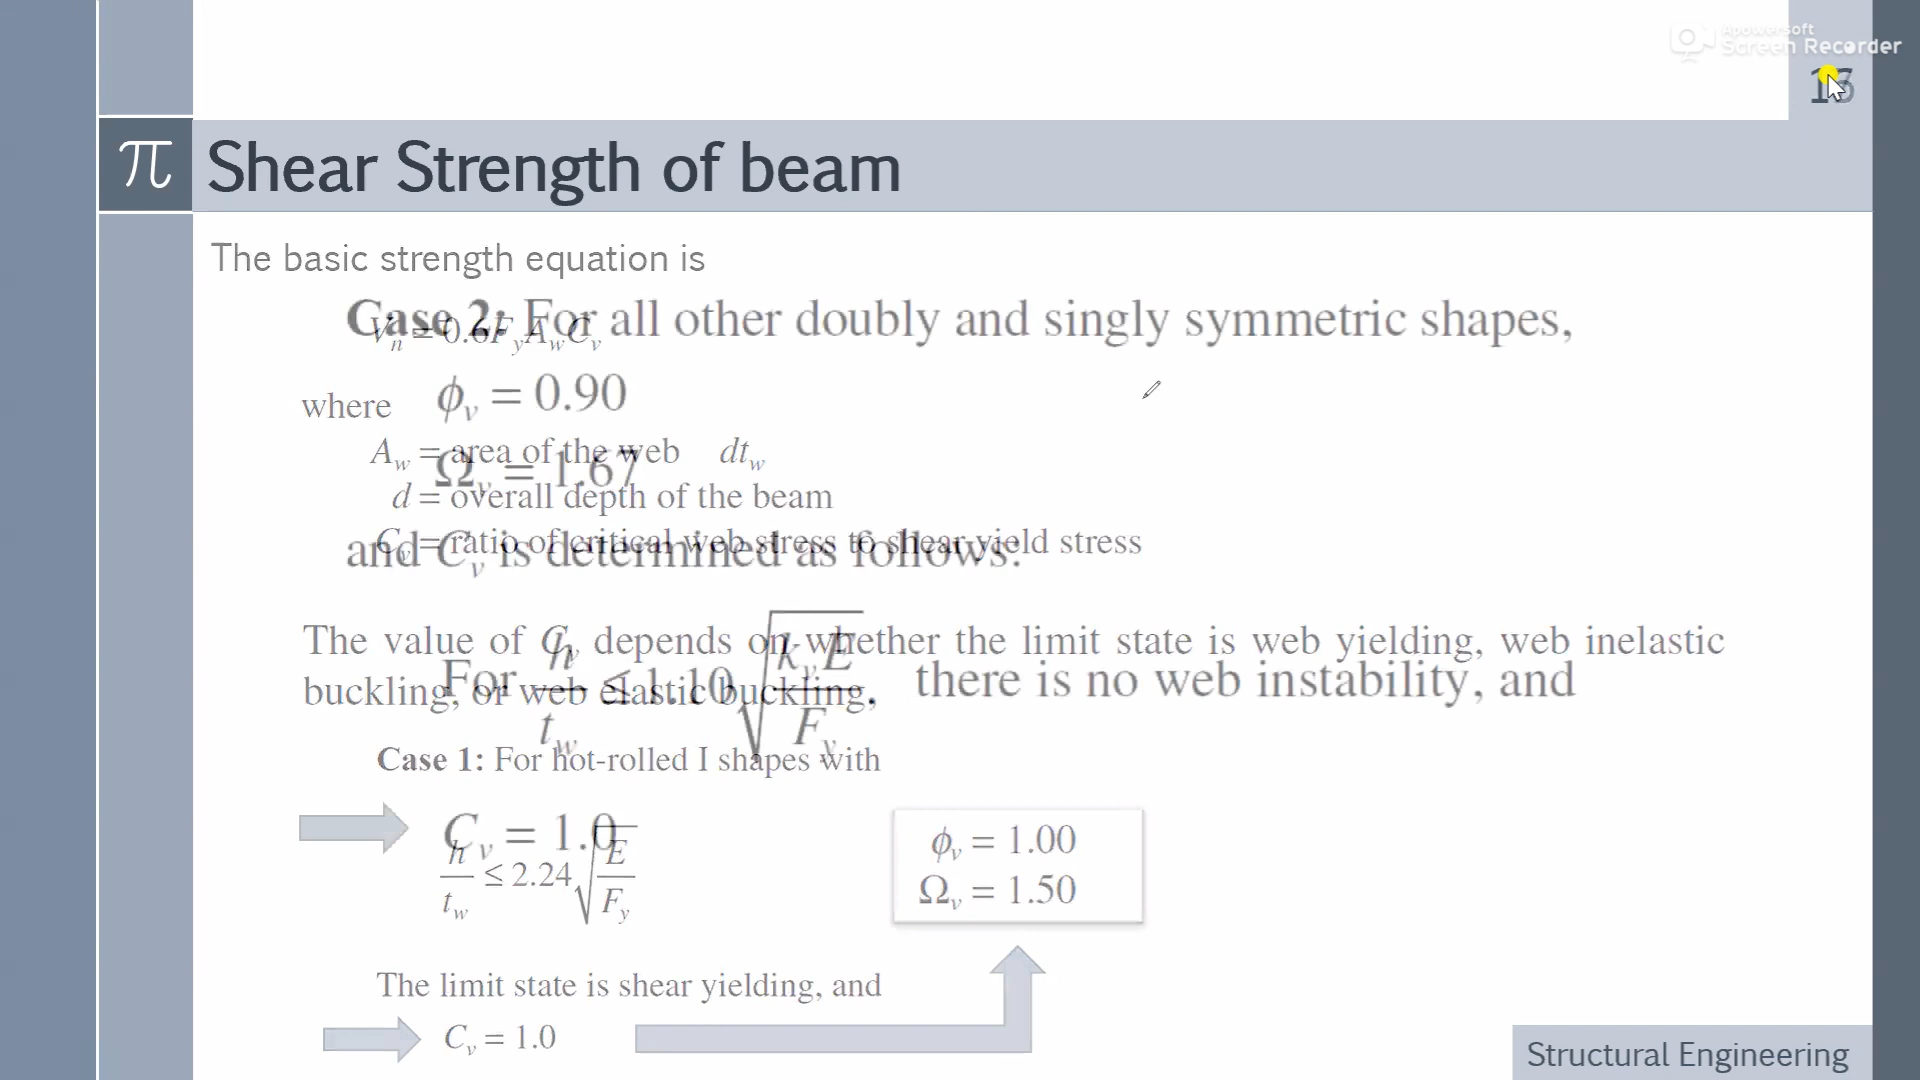 Apowersoft
Screen Recorder
π Shear Strength of beam
The basic strength equation is
Case 2: For all other doubly and singly symmetric shapes,
Vn = 0.6FyAwCv
ϕv = 0.90
where
Aw = area of the web dtw
Ωv = 1.67
d = overall depth of the beam
Cv = ratio of critical web stress to shear yield stress
and Cv is determined as follows:
The value of Cv depends on whether the limit state is web yielding, web inelastic
buckling, or web elastic buckling.
For h/tw ≤ 1.10 √(kvE/Fy), there is no web instability, and
Case 1: For hot-rolled I shapes with
Cv = 1.0
h/tw ≤ 2.24 √(E/Fy)
ϕv = 1.00
Ωv = 1.50
The limit state is shear yielding, and
Cv = 1.0
Structural Engineering